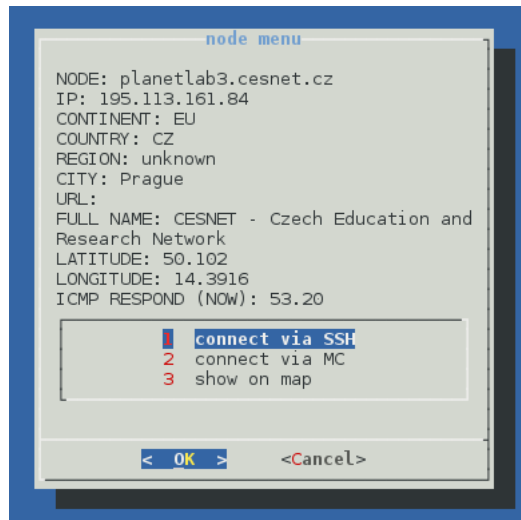 node menu
NODE: planetlab3.cesnet.cz
IP: 195.113.161.84
CONTINENT: EU
COUNTRY: CZ
REGION: unknown
CITY: Prague
URL:
FULL NAME: CESNET - Czech Education and
Research Network
LATITUDE: 50.102
LONGITUDE: 14.3916
ICMP RESPOND (NOW): 53.20
1 connect via SSH
2 connect via MC
3 show on map
< OK > <Cancel>